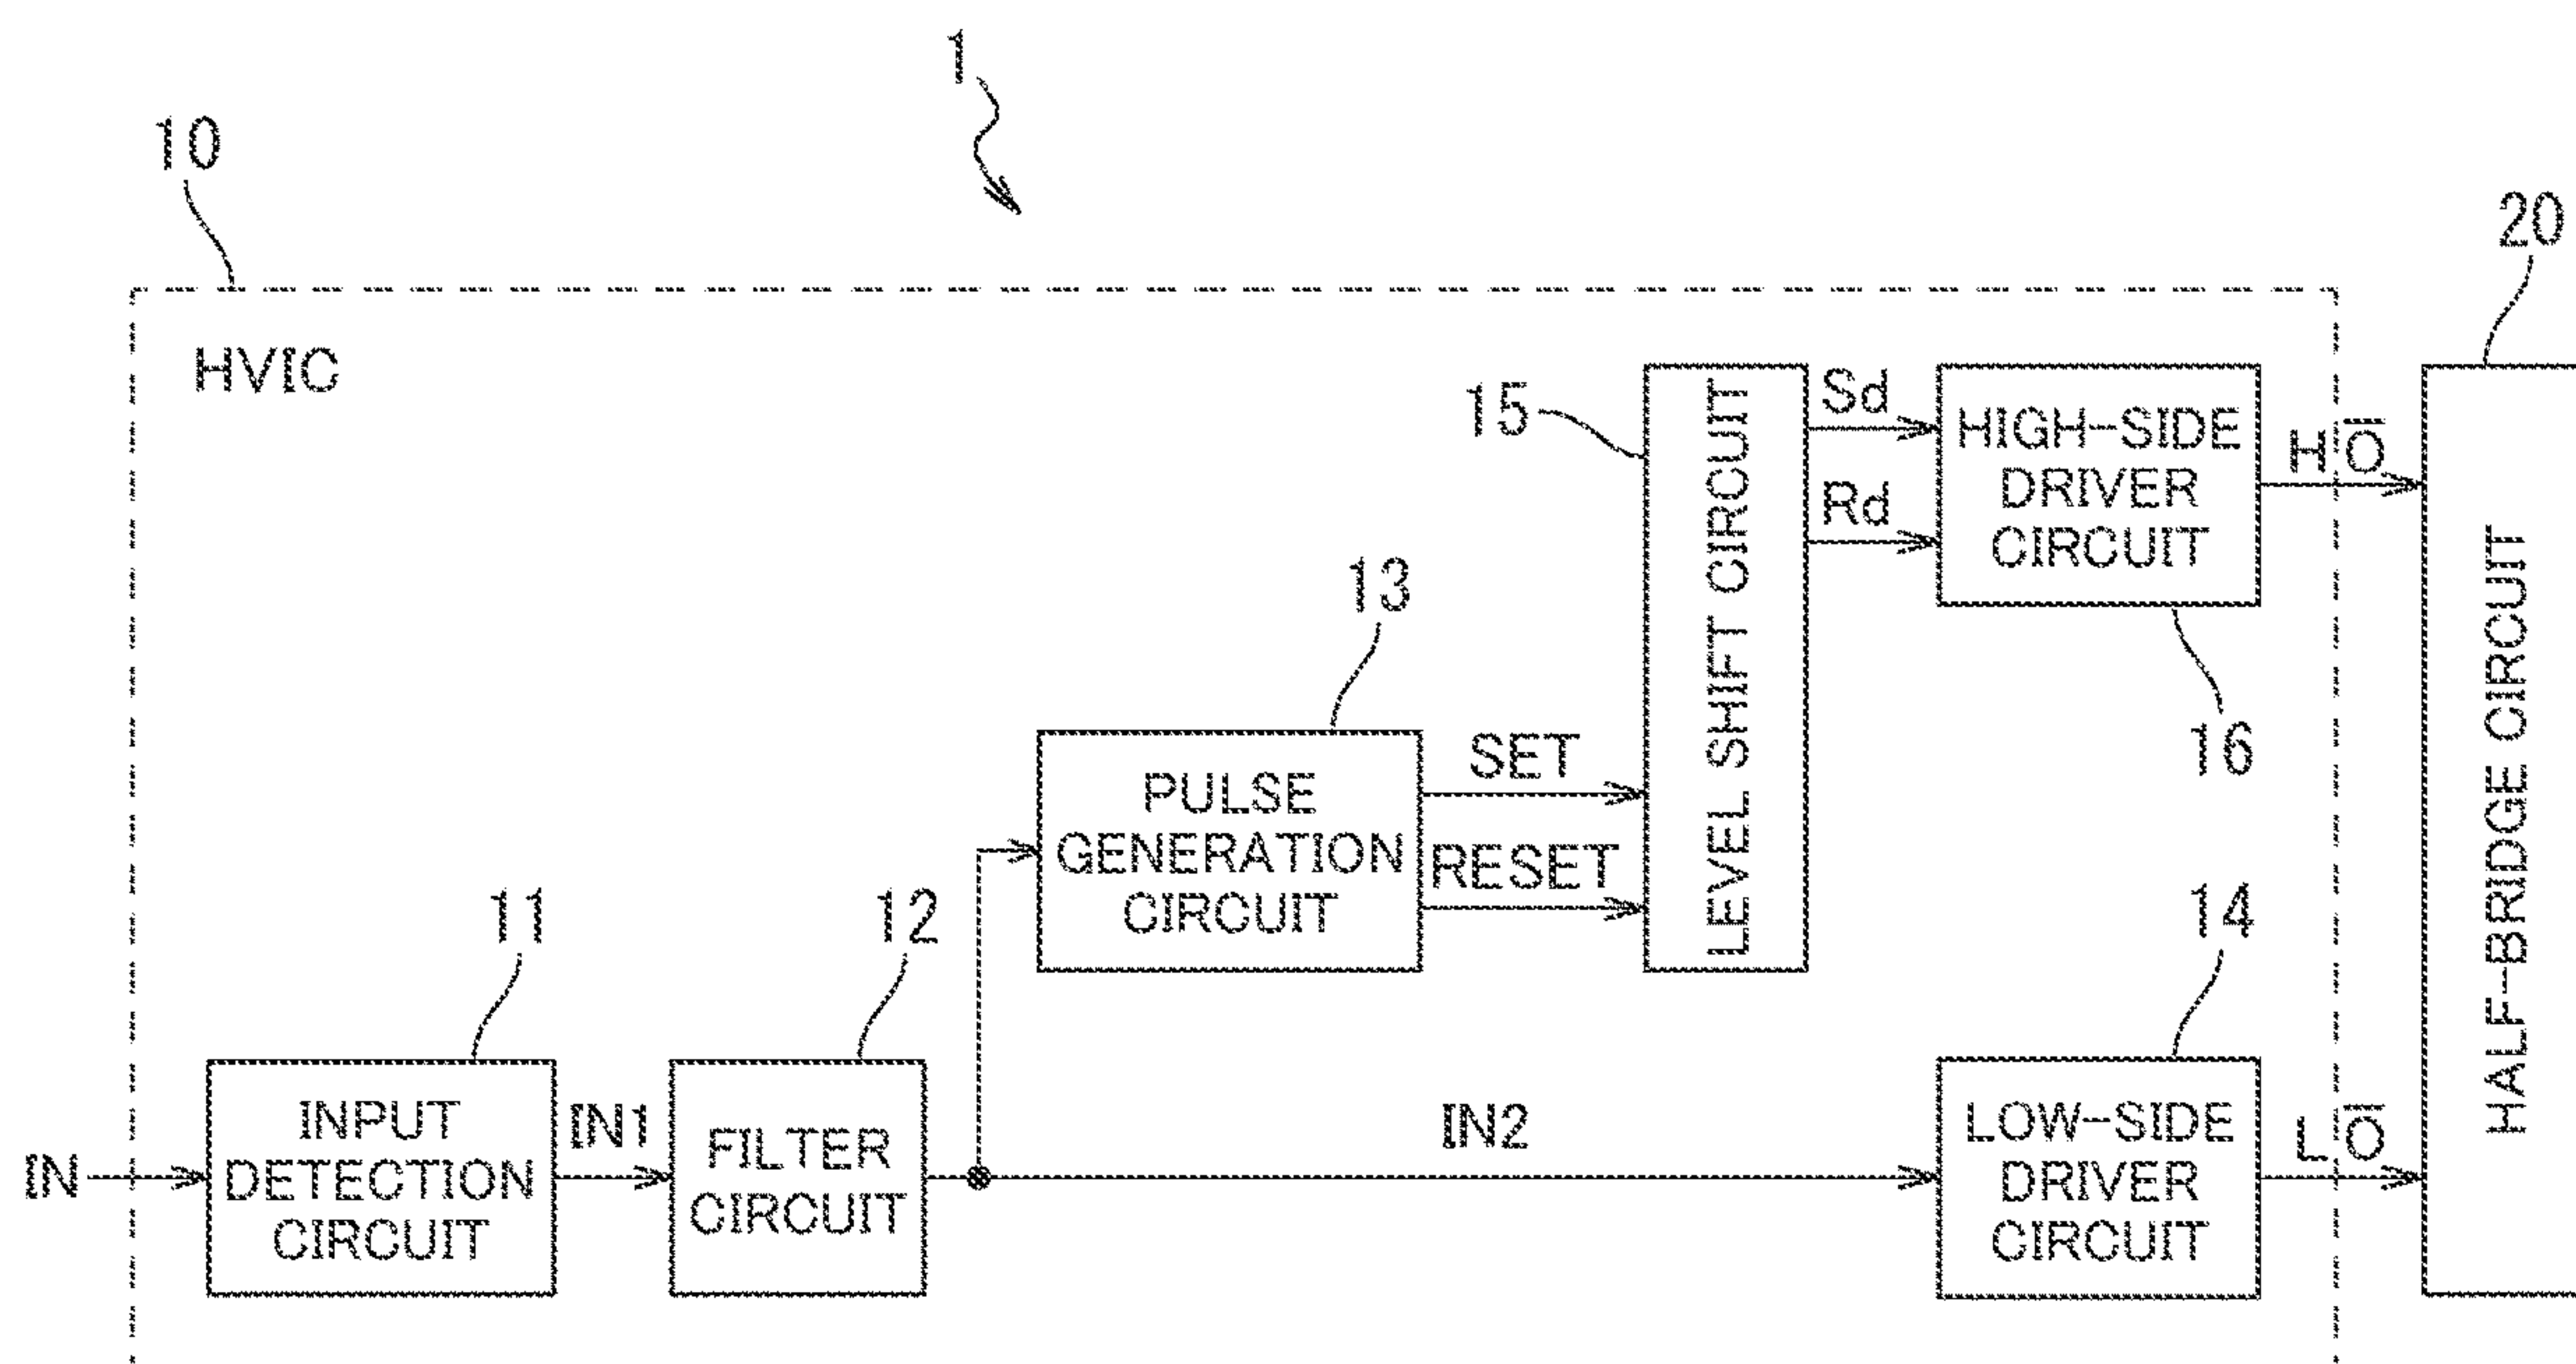 1
10
20
HVIC
15
LEVEL SHIFT CIRCUIT
Sd
Rd
HIGH-SIDE
DRIVER
CIRCUIT
HO̅
16
HALF-BRIDGE CIRCUIT
13
PULSE
GENERATION
CIRCUIT
SET
RESET
11
12
14
IN
INPUT
DETECTION
CIRCUIT
IN1
FILTER
CIRCUIT
IN2
LOW-SIDE
DRIVER
CIRCUIT
LO̅